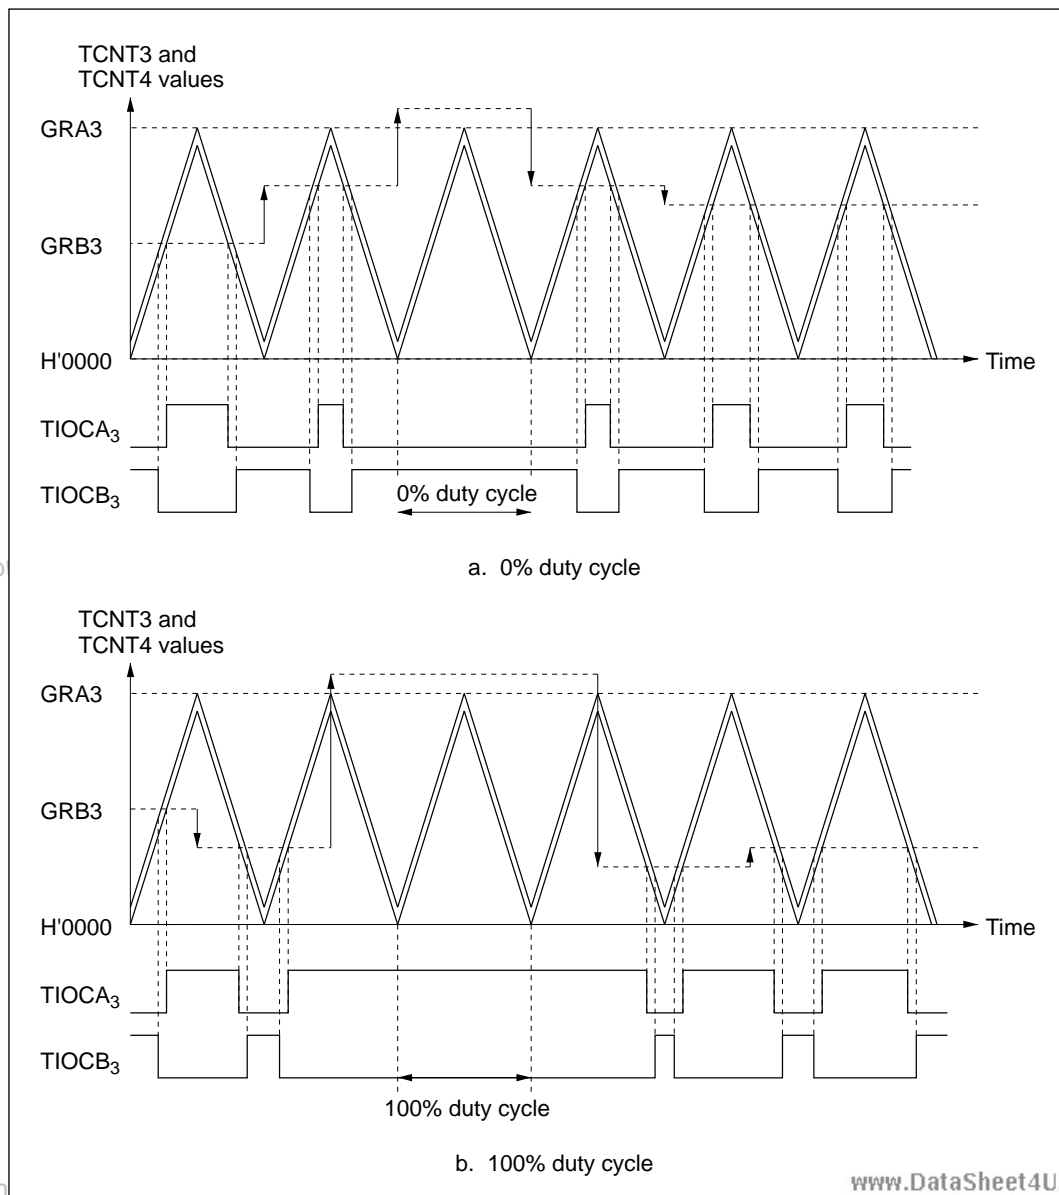 TCNT3 and
TCNT4 values
GRA3
GRB3
H'0000
Time
TIOCA3
TIOCB3
0% duty cycle
a. 0% duty cycle
TCNT3 and
TCNT4 values
GRA3
GRB3
H'0000
Time
TIOCA3
TIOCB3
100% duty cycle
b. 100% duty cycle
www.DataSheet4U